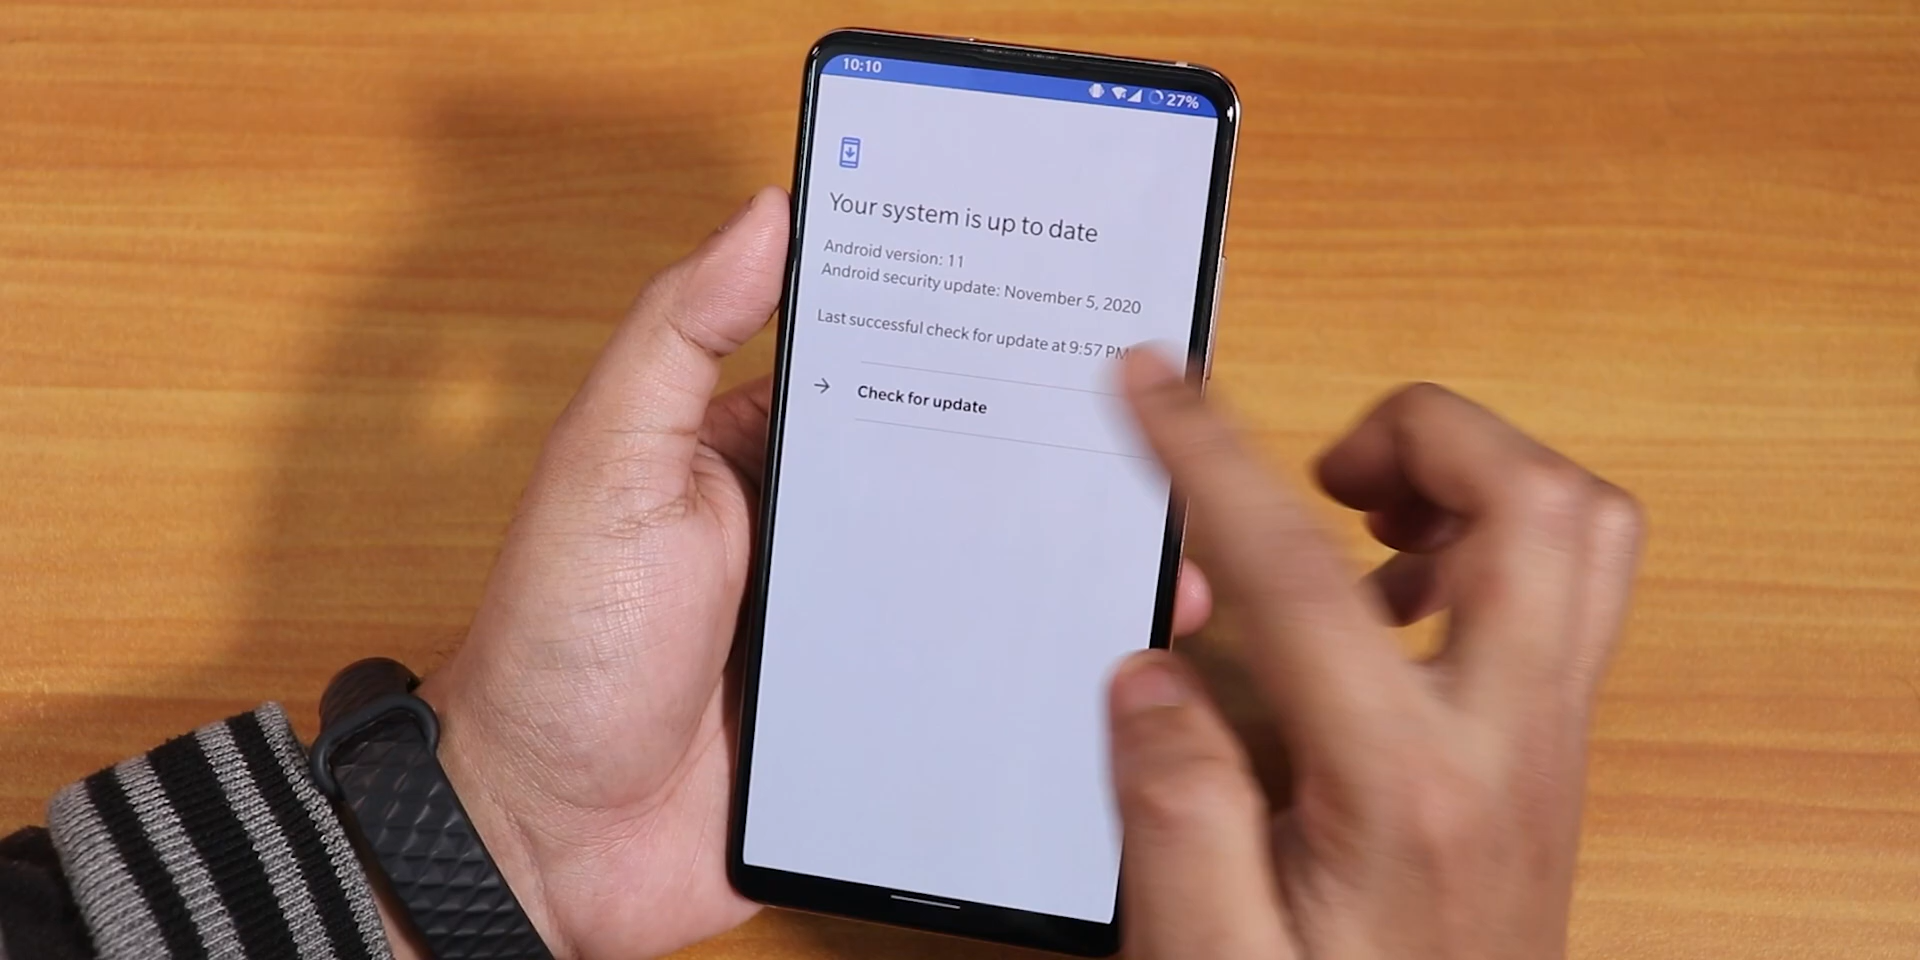 10:10
27%
Your system is up to date
Android version: 11
Android security update: November 5, 2020
Last successful check for update at 9:57 PM
Check for update